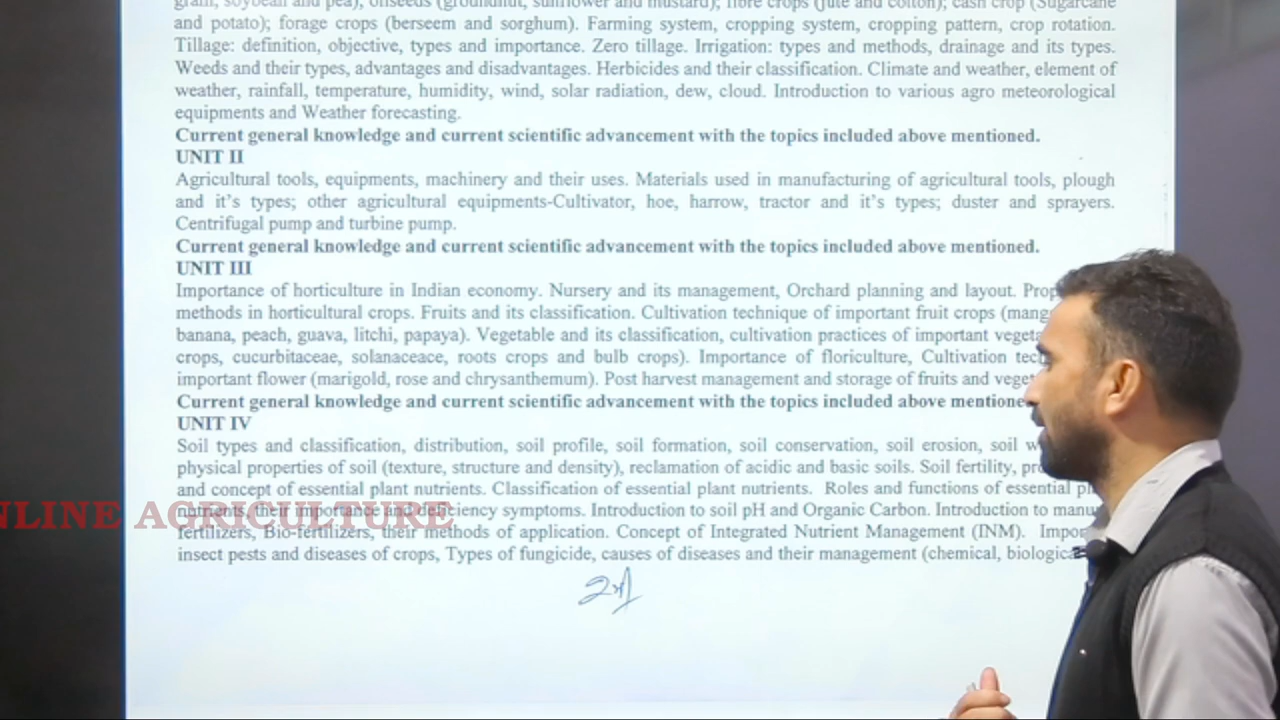 grain, soybean and pea); oilseeds (groundnut, sunflower and mustard); fibre crops (jute and cotton); cash crop (Sugarcane
and potato); forage crops (berseem and sorghum). Farming system, cropping system, cropping pattern, crop rotation.
Tillage: definition, objective, types and importance. Zero tillage. Irrigation: types and methods, drainage and its types.
Weeds and their types, advantages and disadvantages. Herbicides and their classification. Climate and weather, element of
weather, rainfall, temperature, humidity, wind, solar radiation, dew, cloud. Introduction to various agro meteorological
equipments and Weather forecasting.
Current general knowledge and current scientific advancement with the topics included above mentioned.
UNIT II
Agricultural tools, equipments, machinery and their uses. Materials used in manufacturing of agricultural tools, plough
and it's types; other agricultural equipments-Cultivator, hoe, harrow, tractor and it's types; duster and sprayers.
Centrifugal pump and turbine pump.
Current general knowledge and current scientific advancement with the topics included above mentioned.
UNIT III
Importance of horticulture in Indian economy. Nursery and its management, Orchard planning and layout.
methods in horticultural crops. Fruits and its classification. Cultivation technique of important fruit crops
banana, peach, guava, litchi, papaya). Vegetable and its classification, cultivation practices of important
crops, cucurbitaceae, solanaceace, roots crops and bulb crops). Importance of floriculture, Cultivation
important flower (marigold, rose and chrysanthemum). Post harvest management and storage of fruits and
Current general knowledge and current scientific advancement with the topics included above
UNIT IV
Soil types and classification, distribution, soil profile, soil formation, soil conservation, soil erosion, soil
physical properties of soil (texture, structure and density), reclamation of acidic and basic soils. Soil fertility,
and concept of essential plant nutrients. Classification of essential plant nutrients. Roles and functions of essential
nutrients, their importance and deficiency symptoms. Introduction to soil pH and Organic Carbon. Introduction to
fertilizers, Bio-fertilizers, their methods of application. Concept of Integrated Nutrient Management (INM).
insect pests and diseases of crops, Types of fungicide, causes of diseases and their management (chemical,
NLINE AGRICULTURE